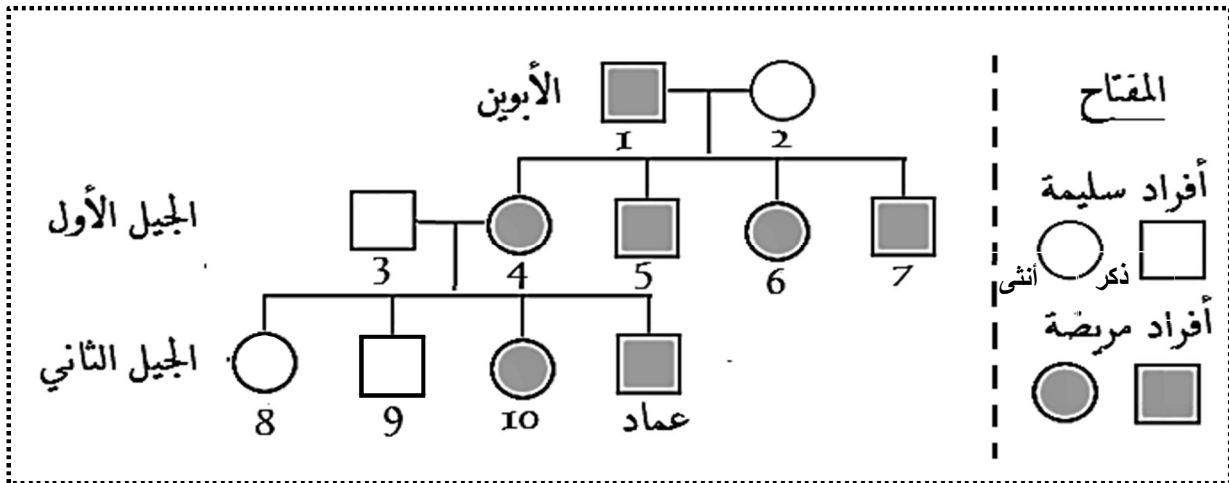 الأبوين
1
2
الجيل الأول
3
4
5
6
7
الجيل الثاني
8
9
10
عماد
المفتاح
أفراد سليمة
ذكر
أنثى
أفراد مريضة